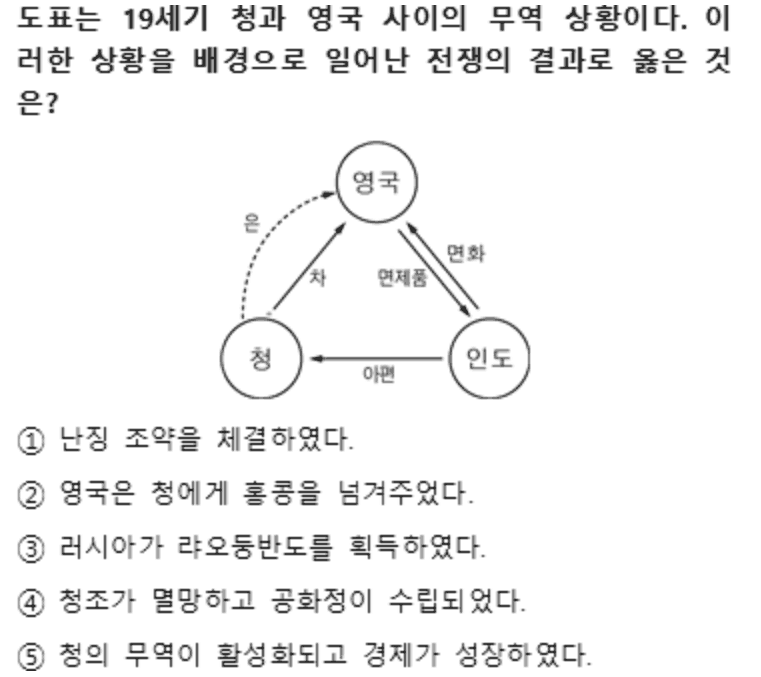 도표는 19세기 청과 영국 사이의 무역 상황이다. 이
러한 상황을 배경으로 일어난 전쟁의 결과로 옳은 것
은?
영국
은
면화
차
면제품
청
인도
아편
① 난징 조약을 체결하였다.
② 영국은 청에게 홍콩을 넘겨주었다.
③ 러시아가 랴오둥반도를 획득하였다.
④ 청조가 멸망하고 공화정이 수립되었다.
⑤ 청의 무역이 활성화되고 경제가 성장하였다.